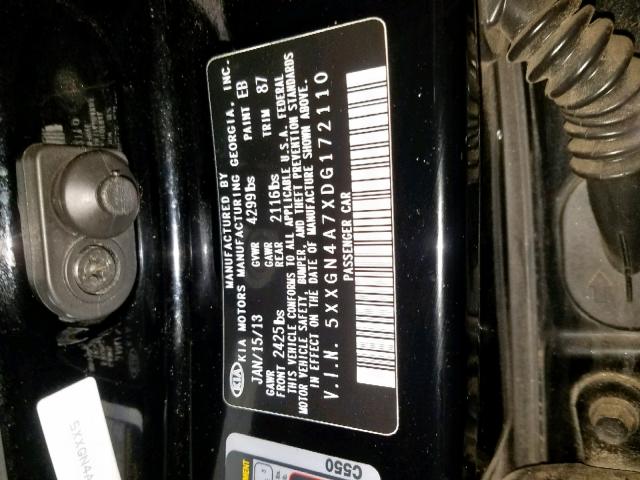 MANUFACTURED BY
KIA KIA MOTORS MANUFACTURING GEORGIA, INC.
JAN/15/13 GVWR 4299lbs PAINT EB
GAWR FRONT 2425lbs GAWR REAR 2116lbs TRIM 87
THIS VEHICLE CONFORMS TO ALL APPLICABLE U.S.A. FEDERAL
MOTOR VEHICLE SAFETY, BUMPER, AND THEFT PREVENTION STANDARDS
IN EFFECT ON THE DATE OF MANUFACTURE SHOWN ABOVE.
V.I.N. 5XXGN4A7XDG172110
PASSENGER CAR
5XXGN4A
C550